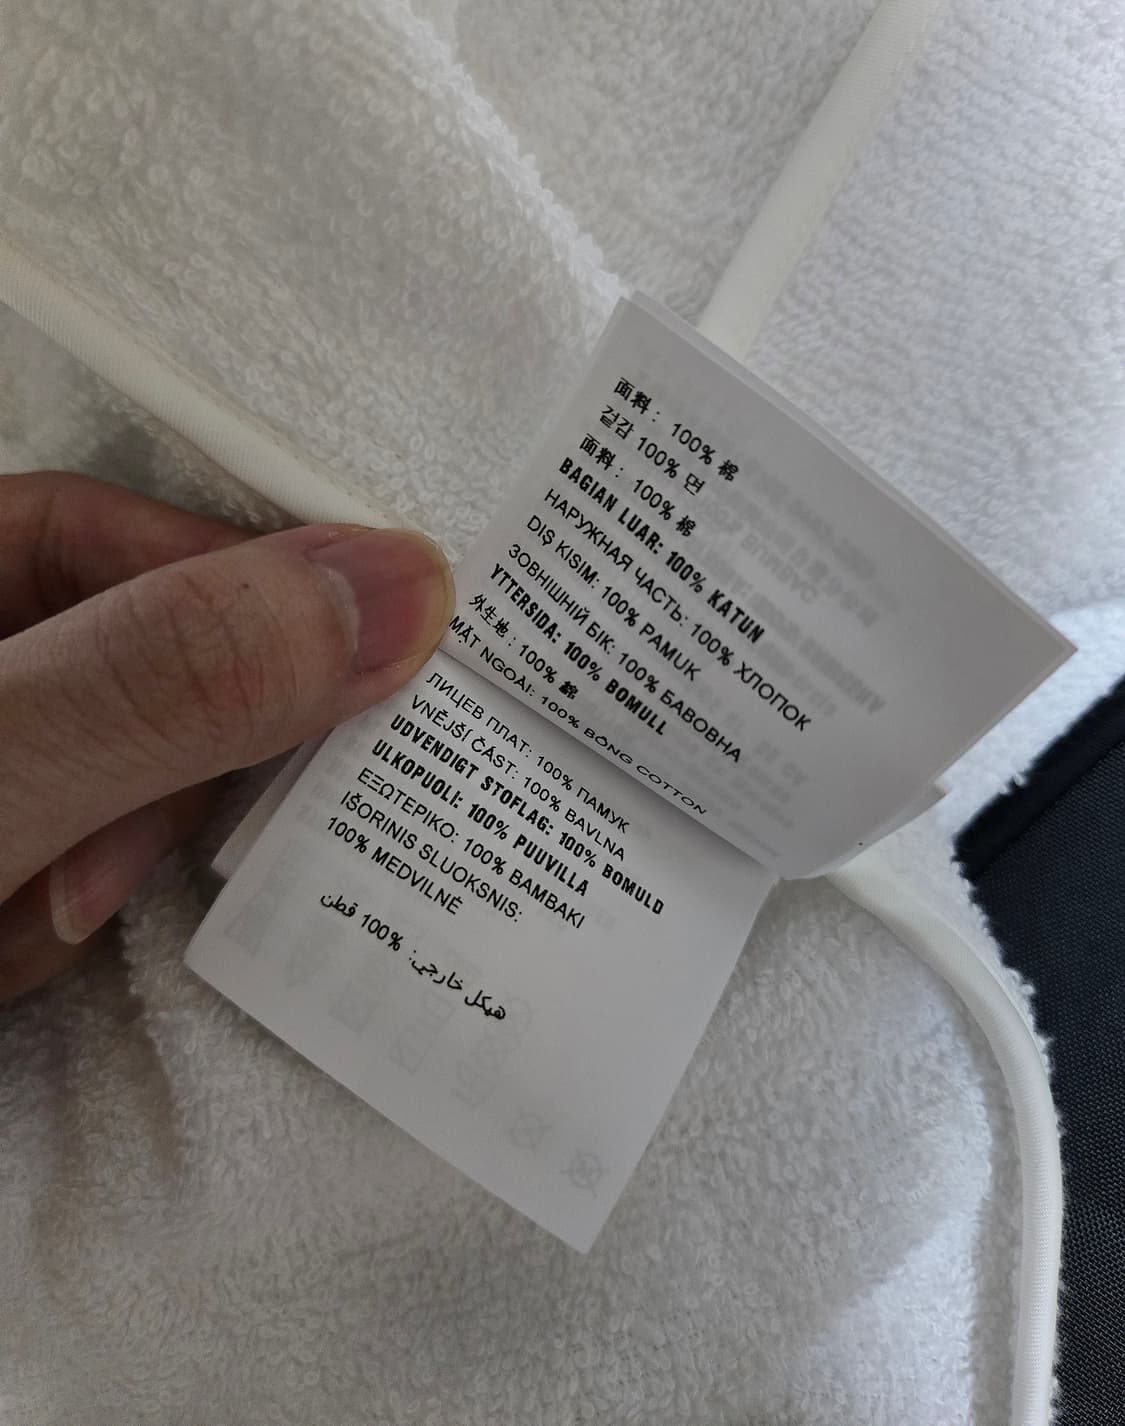 面料： 100% 棉
겉감 100% 면
面料： 100% 棉
BAGIAN LUAR: 100% KATUN
НАРУЖНАЯ ЧАСТЬ: 100% ХЛОПОК
DIŞ KISIM: 100% PAMUK
ЗОВНІШНІЙ БІК: 100% БАВОВНА
YTTERSIDA: 100% BOMULL
外生地 : 100% 綿
MẶT NGOÀI: 100% BÔNG COTTON
ЛИЦЕВ ПЛАТ: 100% ПАМУК
VNĚJŠÍ ČÁST: 100% BAVLNA
UDVENDIGT STOFLAG: 100% BOMULD
ULKOPUOLI: 100% PUUVILLA
ΕΞΩΤΕΡΙΚΟ: 100% ΒΑΜΒΑΚΙ
IŠORINIS SLUOKSNIS:
100% MEDVILNĖ
هيكل خارجي: %100 قطن